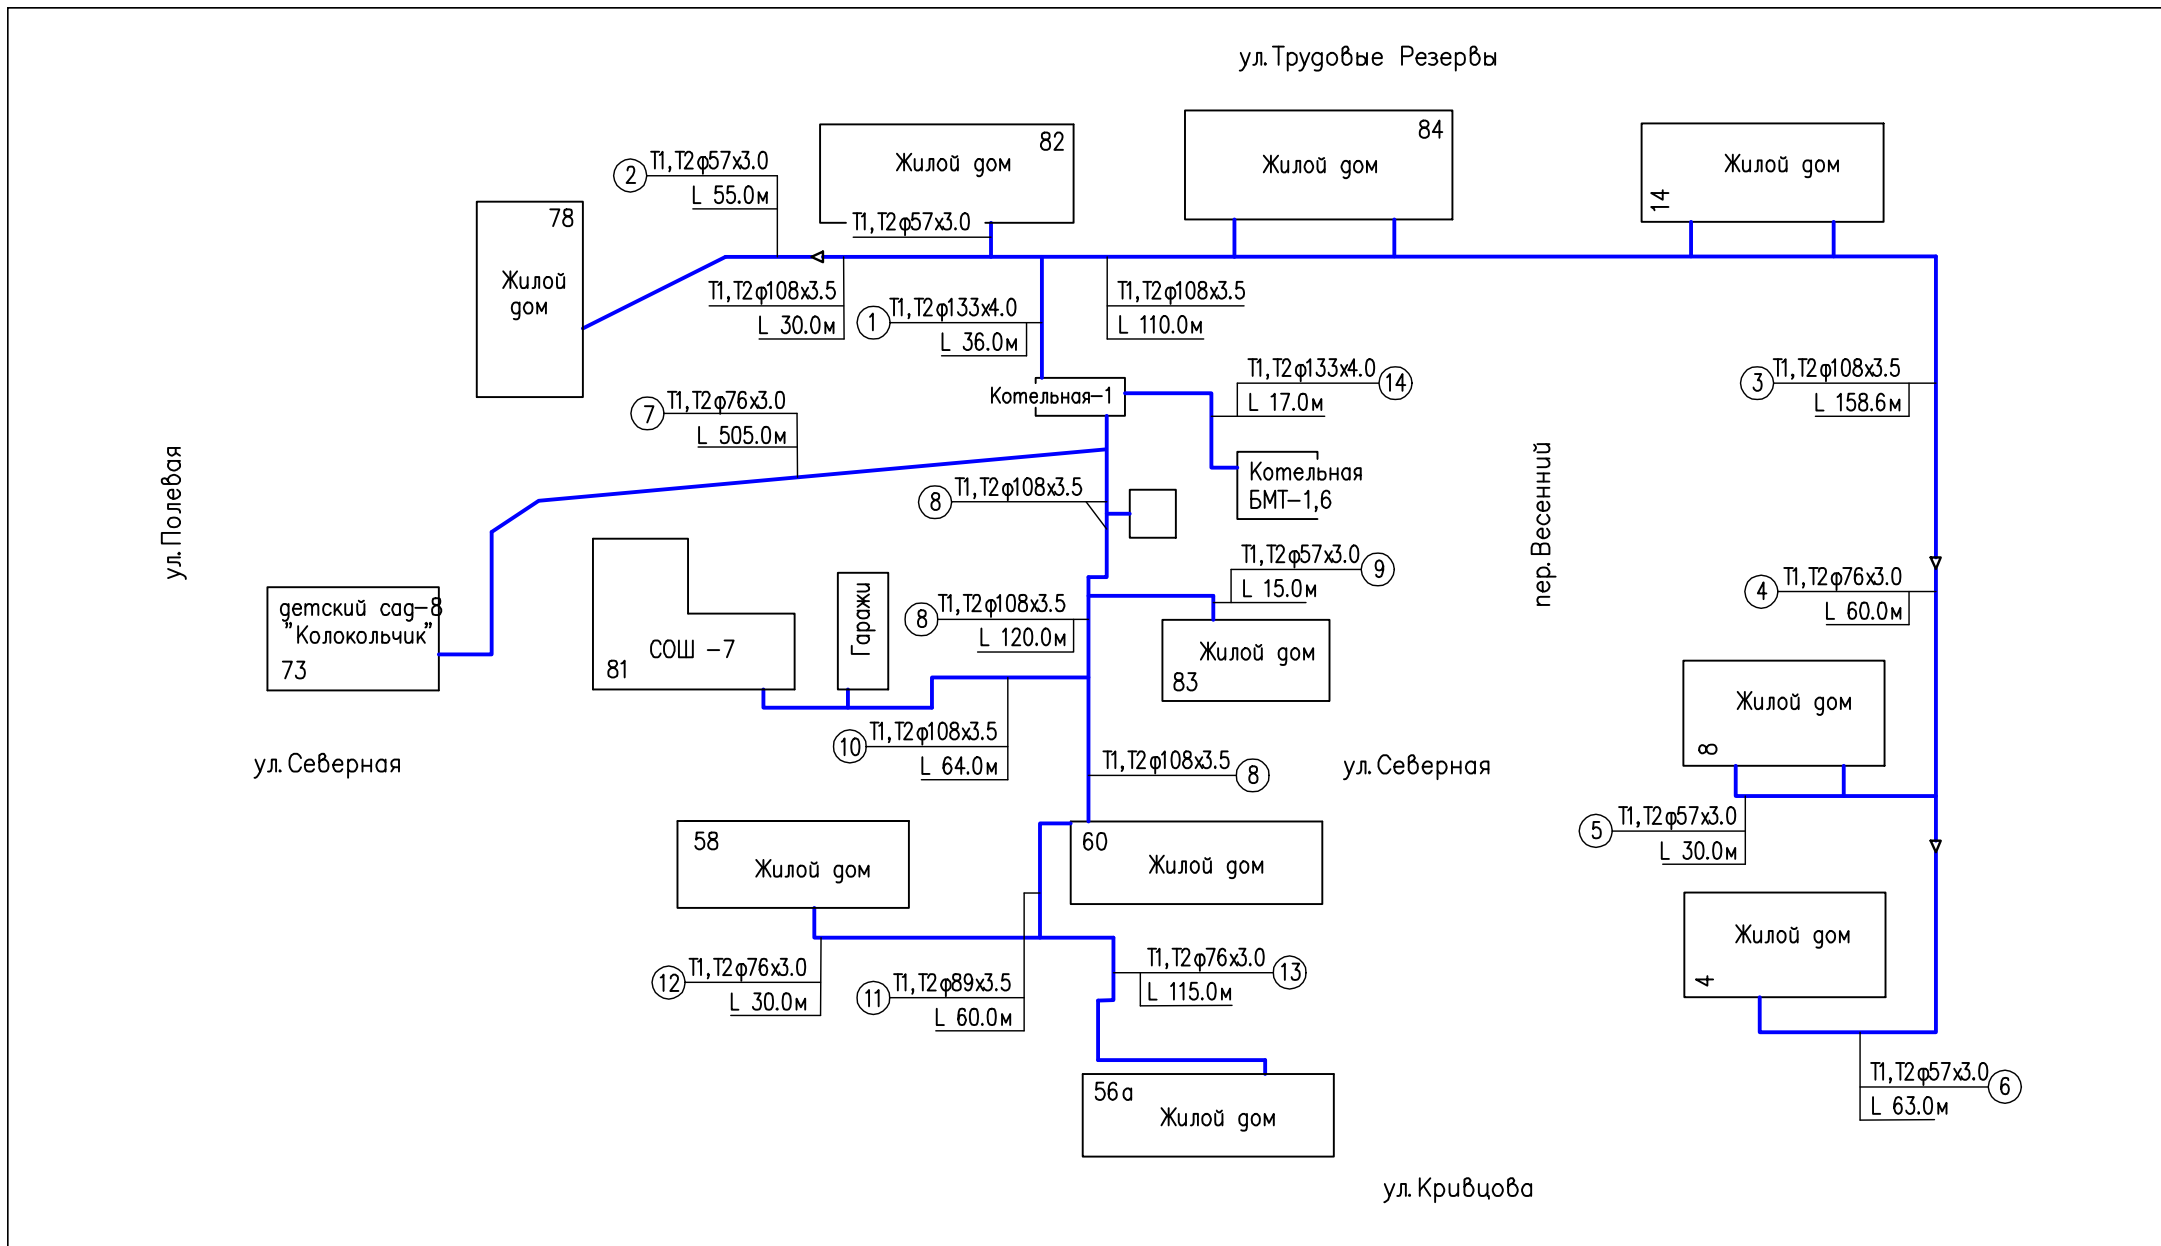 ул.Трудовые Резервы
82
Жилой дом
84
Жилой дом
Жилой дом
14
2
Т1,Т2φ57х3.0
L 55.0м
78
Жилой
дом
Т1,Т2φ57х3.0
Т1,Т2φ108х3.5
L 30.0м
1
Т1,Т2φ133х4.0
L 36.0м
Т1,Т2φ108х3.5
L 110.0м
Котельная-1
Т1,Т2φ133х4.0
14
L 17.0м
3
Т1,Т2φ108х3.5
L 158.6м
7
Т1,Т2φ76х3.0
L 505.0м
ул.Полевая
Котельная
БМТ-1,6
пер.Весенний
8
Т1,Т2φ108х3.5
Т1,Т2φ57х3.0
9
L 15.0м
4
Т1,Т2φ76х3.0
L 60.0м
детский сад-8
"Колокольчик"
73
СОШ -7
81
Гаражи
8
Т1,Т2φ108х3.5
L 120.0м
Жилой дом
83
Жилой дом
8
ул.Северная
10
Т1,Т2φ108х3.5
L 64.0м
Т1,Т2φ108х3.5
8
ул.Северная
5
Т1,Т2φ57х3.0
L 30.0м
58
Жилой дом
60
Жилой дом
Жилой дом
4
12
Т1,Т2φ76х3.0
L 30.0м
11
Т1,Т2φ89х3.5
L 60.0м
Т1,Т2φ76х3.0
13
L 115.0м
56а
Жилой дом
Т1,Т2φ57х3.0
6
L 63.0м
ул.Кривцова